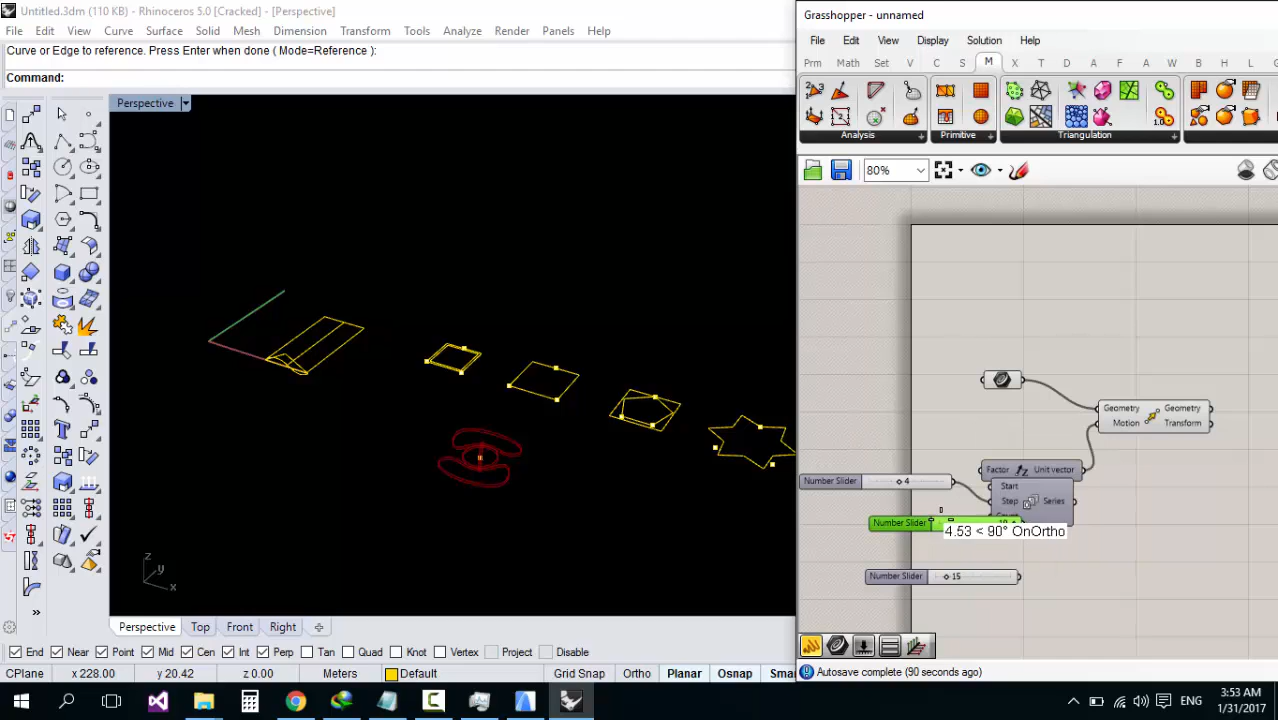 Untitled.3dm (110 KB) - Rhinoceros 5.0 [Cracked] - [Perspective]
File Edit View Curve Surface Solid Mesh Dimension Transform Tools Analyze Render Panels Help
Curve or Edge to reference. Press Enter when done ( Mode=Reference ):
Command:
Perspective
z
y
x
Perspective Top Front Right
End Near Point Mid Cen Int Perp Tan Quad Knot Vertex Project Disable
CPlane x 228.00 y 20.42 z 0.00 Meters Default Grid Snap Ortho Planar Osnap Sma
Grasshopper - unnamed
File Edit View Display Solution Help
Prm Math Set V C S M X T D A F A B H L
Analysis Primitive Triangulation
80%
Geometry Geometry
Motion Transform
Factor Unit vector
Number Slider 4
Start
Step Series
Number Slider
4.53 < 90° OnOrtho
Number Slider 15
Autosave complete (90 seconds ago)
ENG
3:53 AM
1/31/2017